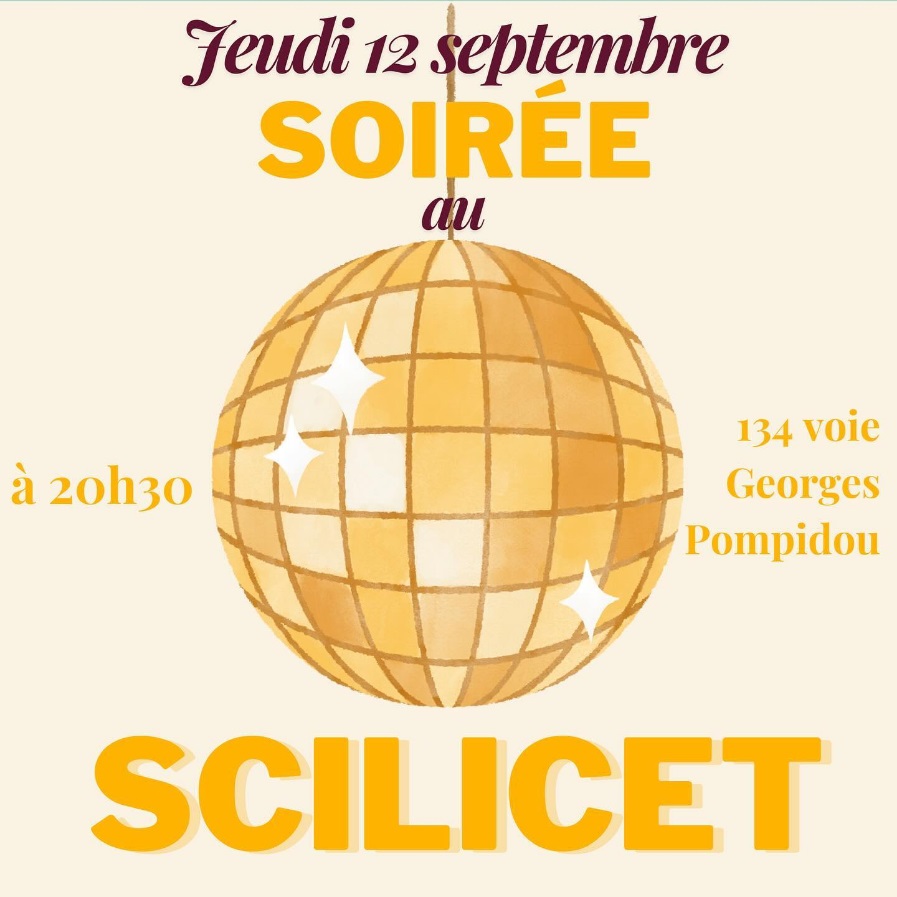 Jeudi 12 septembre
SOIRÉE
au
à 20h30
134 voie
Georges
Pompidou
SCILICET